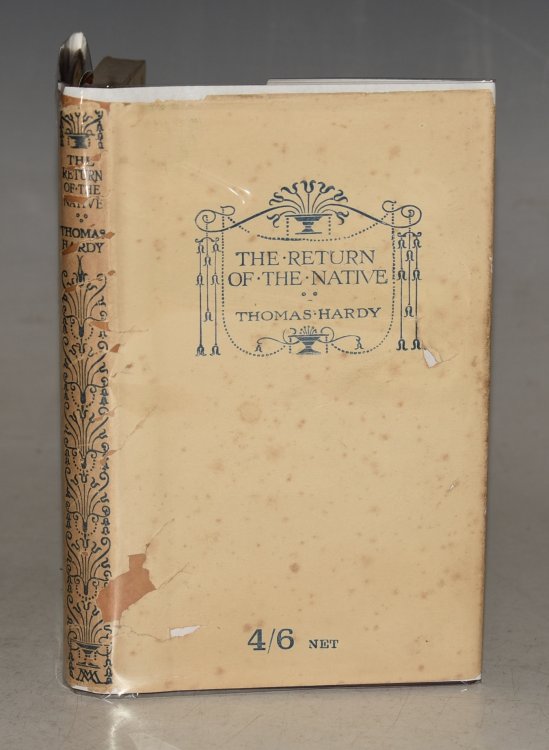 THE
RETURN
OF·THE
NATIVE
THOMAS
HARDY
THE·RETURN
OF·THE·NATIVE
THOMAS·HARDY
4/6 NET